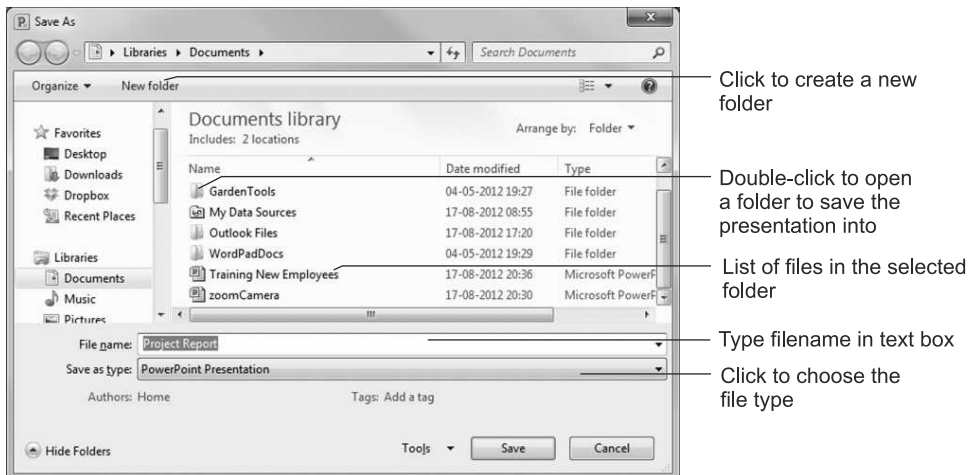 Save As
Libraries ▸ Documents ▸
Search Documents
Organize ▾ New folder
Click to create a new
folder
Favorites
Desktop
Downloads
Dropbox
Recent Places
Libraries
Documents
Music
Pictures
Documents library
Includes: 2 locations
Arrange by: Folder ▾
Name Date modified Type
GardenTools 04-05-2012 19:27 File folder
My Data Sources 17-08-2012 08:55 File folder
Outlook Files 17-08-2012 17:20 File folder
WordPadDocs 04-05-2012 19:29 File folder
Training New Employees 17-08-2012 20:36 Microsoft PowerP
zoomCamera 17-08-2012 20:30 Microsoft PowerP
Double-click to open
a folder to save the
presentation into
List of files in the selected
folder
File name: Project Report
Type filename in text box
Save as type: PowerPoint Presentation
Click to choose the
file type
Authors: Home Tags: Add a tag
Hide Folders Tools ▾ Save Cancel